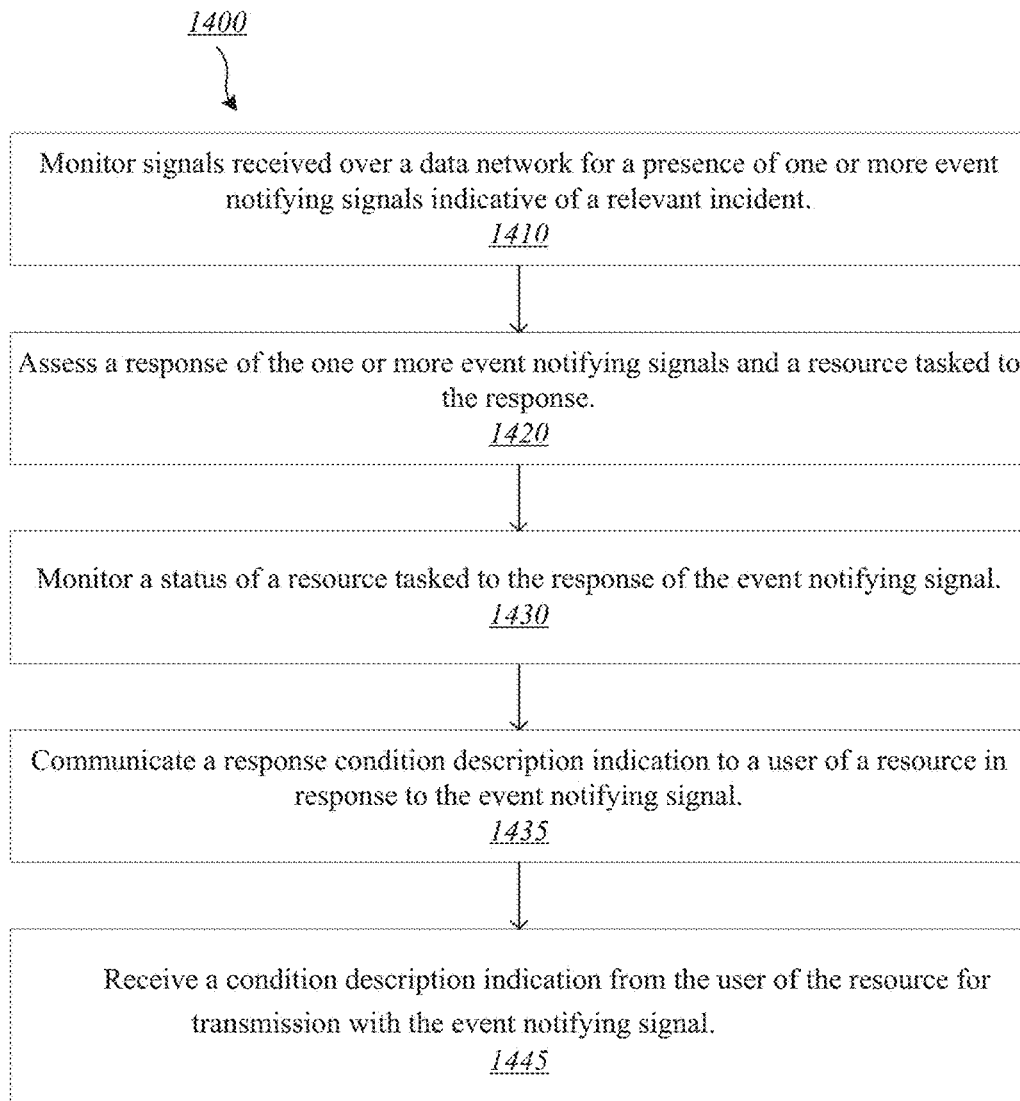 1400
Monitor signals received over a data network for a presence of one or more event
notifying signals indicative of a relevant incident.
1410
Assess a response of the one or more event notifying signals and a resource tasked to
the response.
1420
Monitor a status of a resource tasked to the response of the event notifying signal.
1430
Communicate a response condition description indication to a user of a resource in
response to the event notifying signal.
1435
Receive a condition description indication from the user of the resource for
transmission with the event notifying signal.
1445